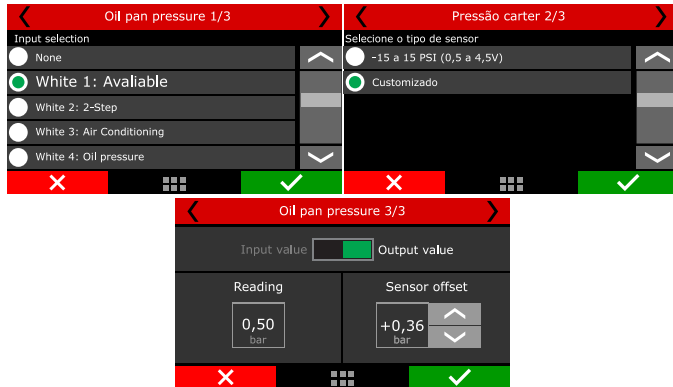 Oil pan pressure 1/3
Input selection
None
White 1: Avaliable
White 2: 2-Step
White 3: Air Conditioning
White 4: Oil pressure
Pressão carter 2/3
Selecione o tipo de sensor
-15 a 15 PSI (0,5 a 4,5V)
Customizado
Oil pan pressure 3/3
Input value Output value
Reading
0,50
bar
Sensor offset
+0,36
bar